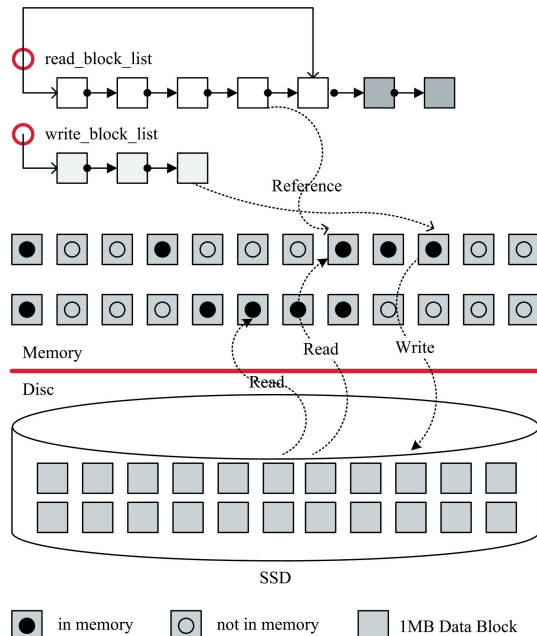 read_block_list
write_block_list
Reference
Read
Write
Memory
Read
Disc
SSD
in memory
not in memory
1MB Data Block